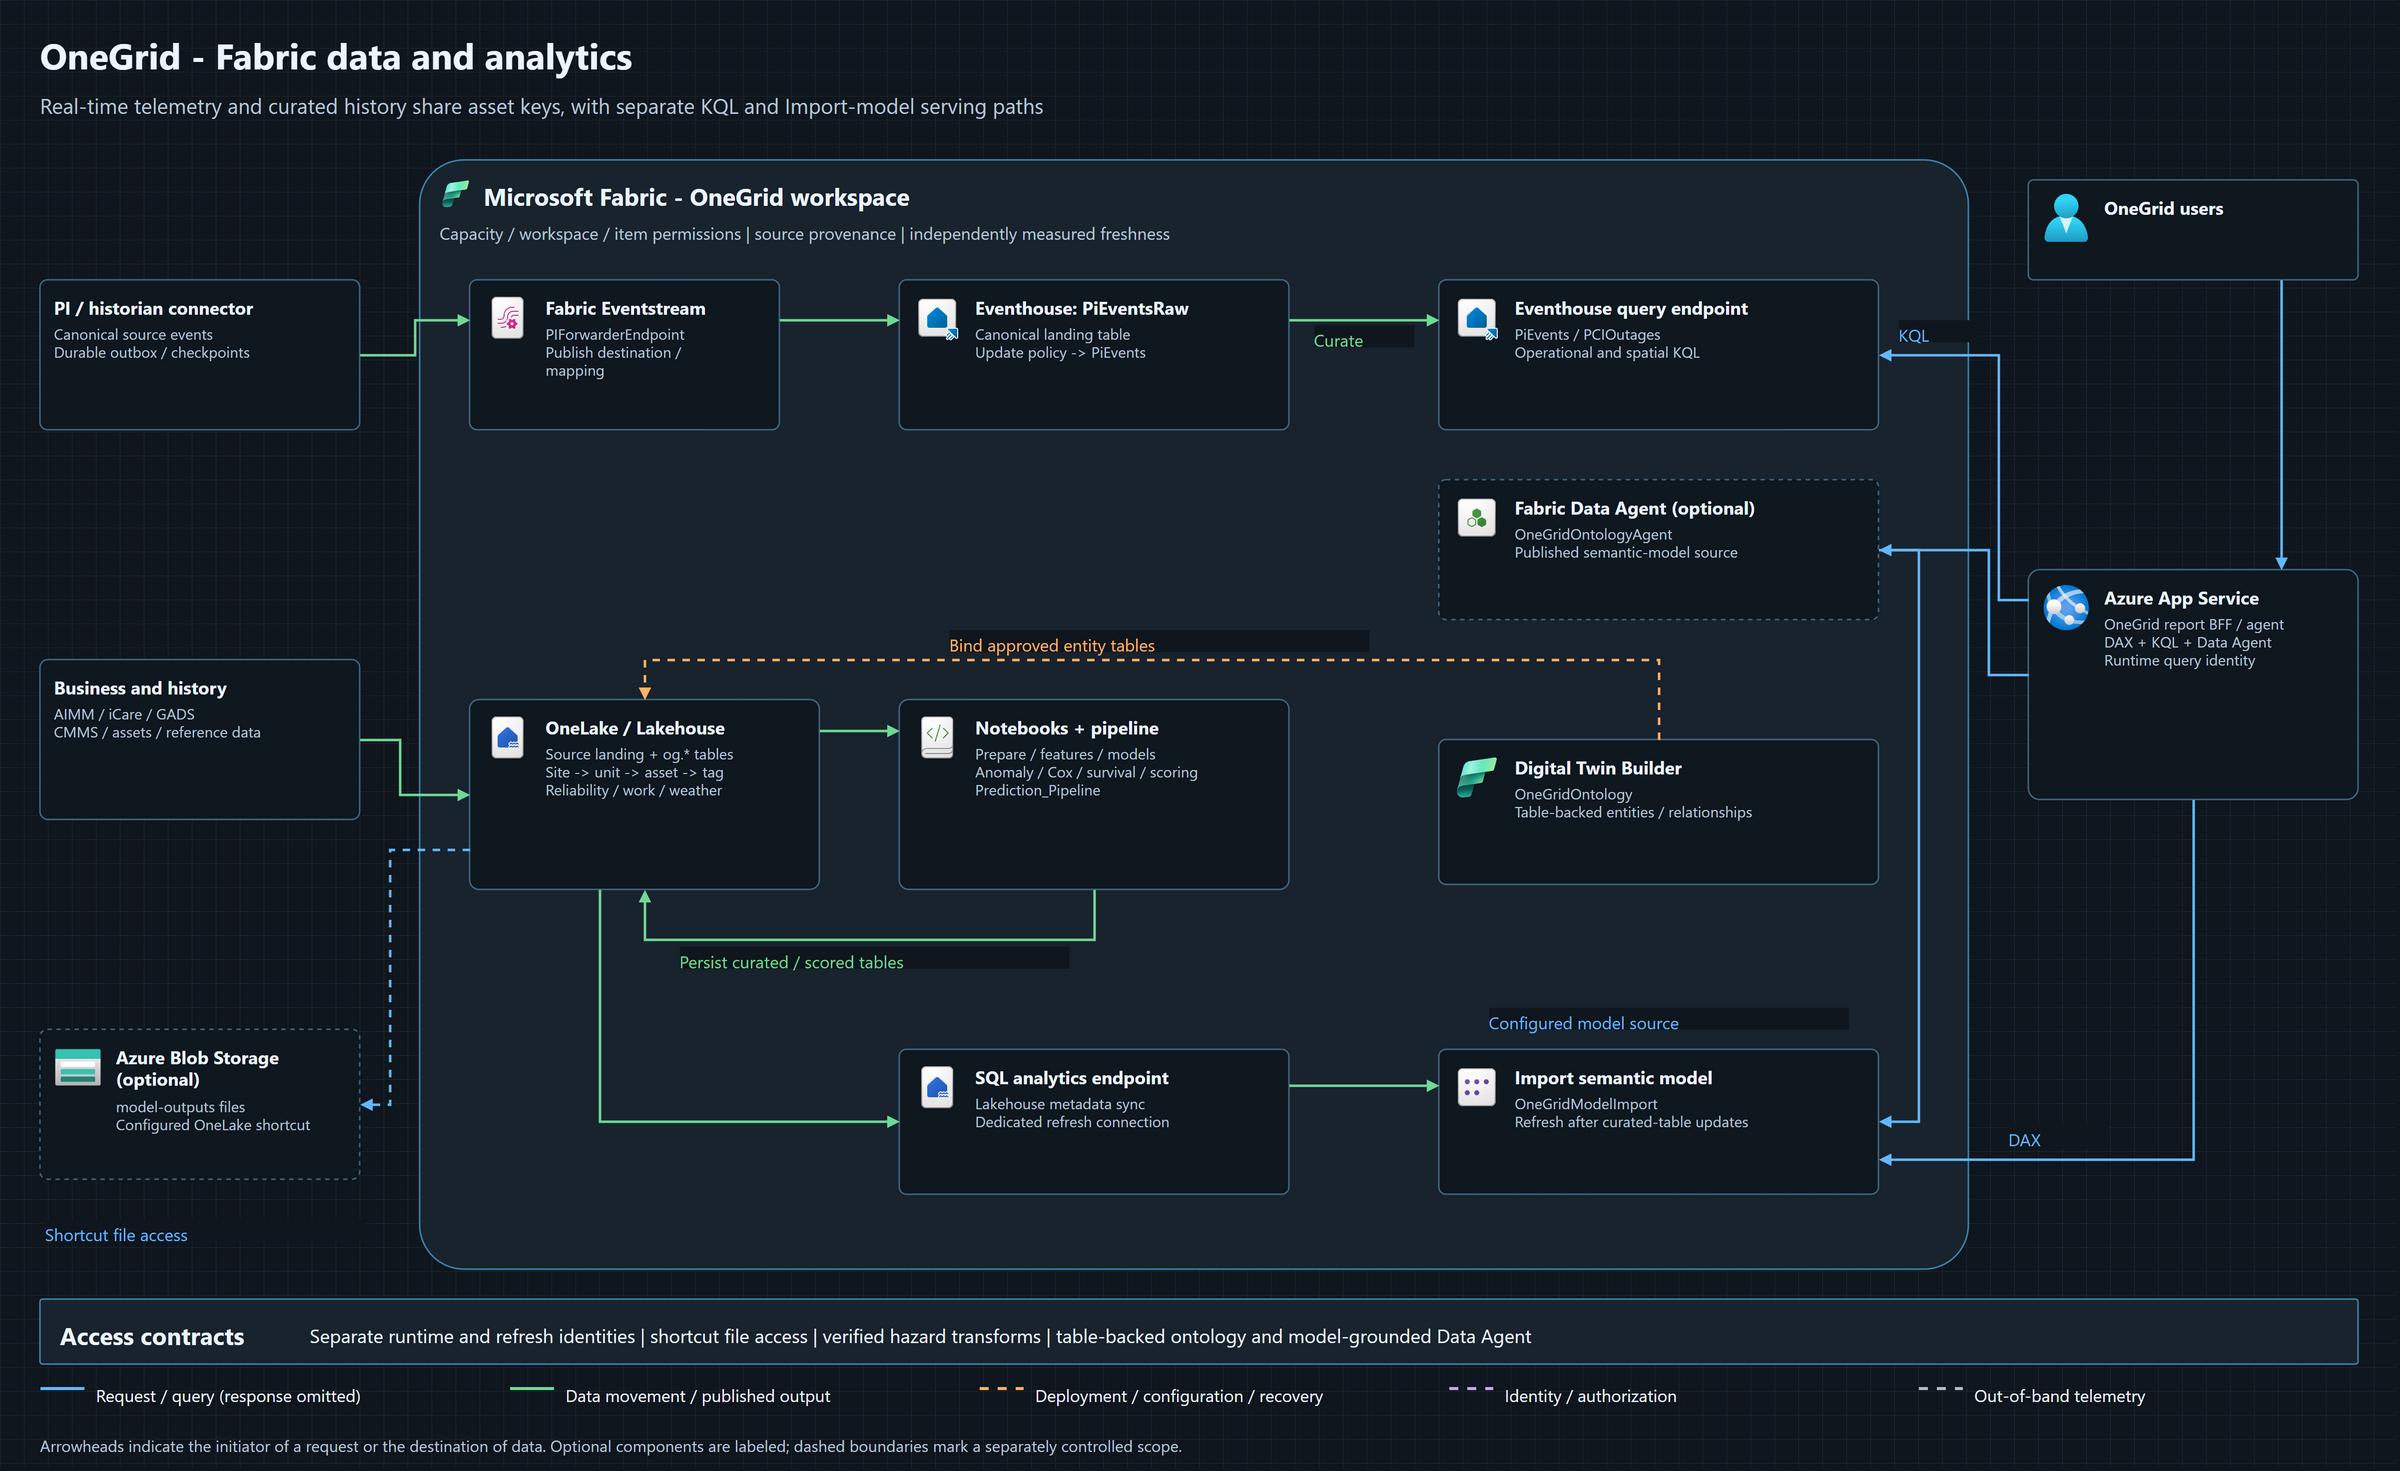 OneGrid - Fabric data and analytics
Real-time telemetry and curated history share asset keys, with separate KQL and Import-model serving paths
Microsoft Fabric - OneGrid workspace
Capacity / workspace / item permissions | source provenance | independently measured freshness
OneGrid users
PI / historian connector
Canonical source events
Durable outbox / checkpoints
Fabric Eventstream
PIForwarderEndpoint
Publish destination /
mapping
Eventhouse: PiEventsRaw
Canonical landing table
Update policy -> PiEvents
Curate
Eventhouse query endpoint
PiEvents / PCIOutages
Operational and spatial KQL
KQL
Fabric Data Agent (optional)
OneGridOntologyAgent
Published semantic-model source
Azure App Service
OneGrid report BFF / agent
DAX + KQL + Data Agent
Runtime query identity
Bind approved entity tables
Business and history
AIMM / iCare / GADS
CMMS / assets / reference data
OneLake / Lakehouse
Source landing + og.* tables
Site -> unit -> asset -> tag
Reliability / work / weather
Notebooks + pipeline
Prepare / features / models
Anomaly / Cox / survival / scoring
Prediction_Pipeline
Digital Twin Builder
OneGridOntology
Table-backed entities / relationships
Persist curated / scored tables
Configured model source
Azure Blob Storage
(optional)
model-outputs files
Configured OneLake shortcut
SQL analytics endpoint
Lakehouse metadata sync
Dedicated refresh connection
Import semantic model
OneGridModelImport
Refresh after curated-table updates
DAX
Shortcut file access
Access contracts
Separate runtime and refresh identities | shortcut file access | verified hazard transforms | table-backed ontology and model-grounded Data Agent
Request / query (response omitted)
Data movement / published output
Deployment / configuration / recovery
Identity / authorization
Out-of-band telemetry
Arrowheads indicate the initiator of a request or the destination of data. Optional components are labeled; dashed boundaries mark a separately controlled scope.